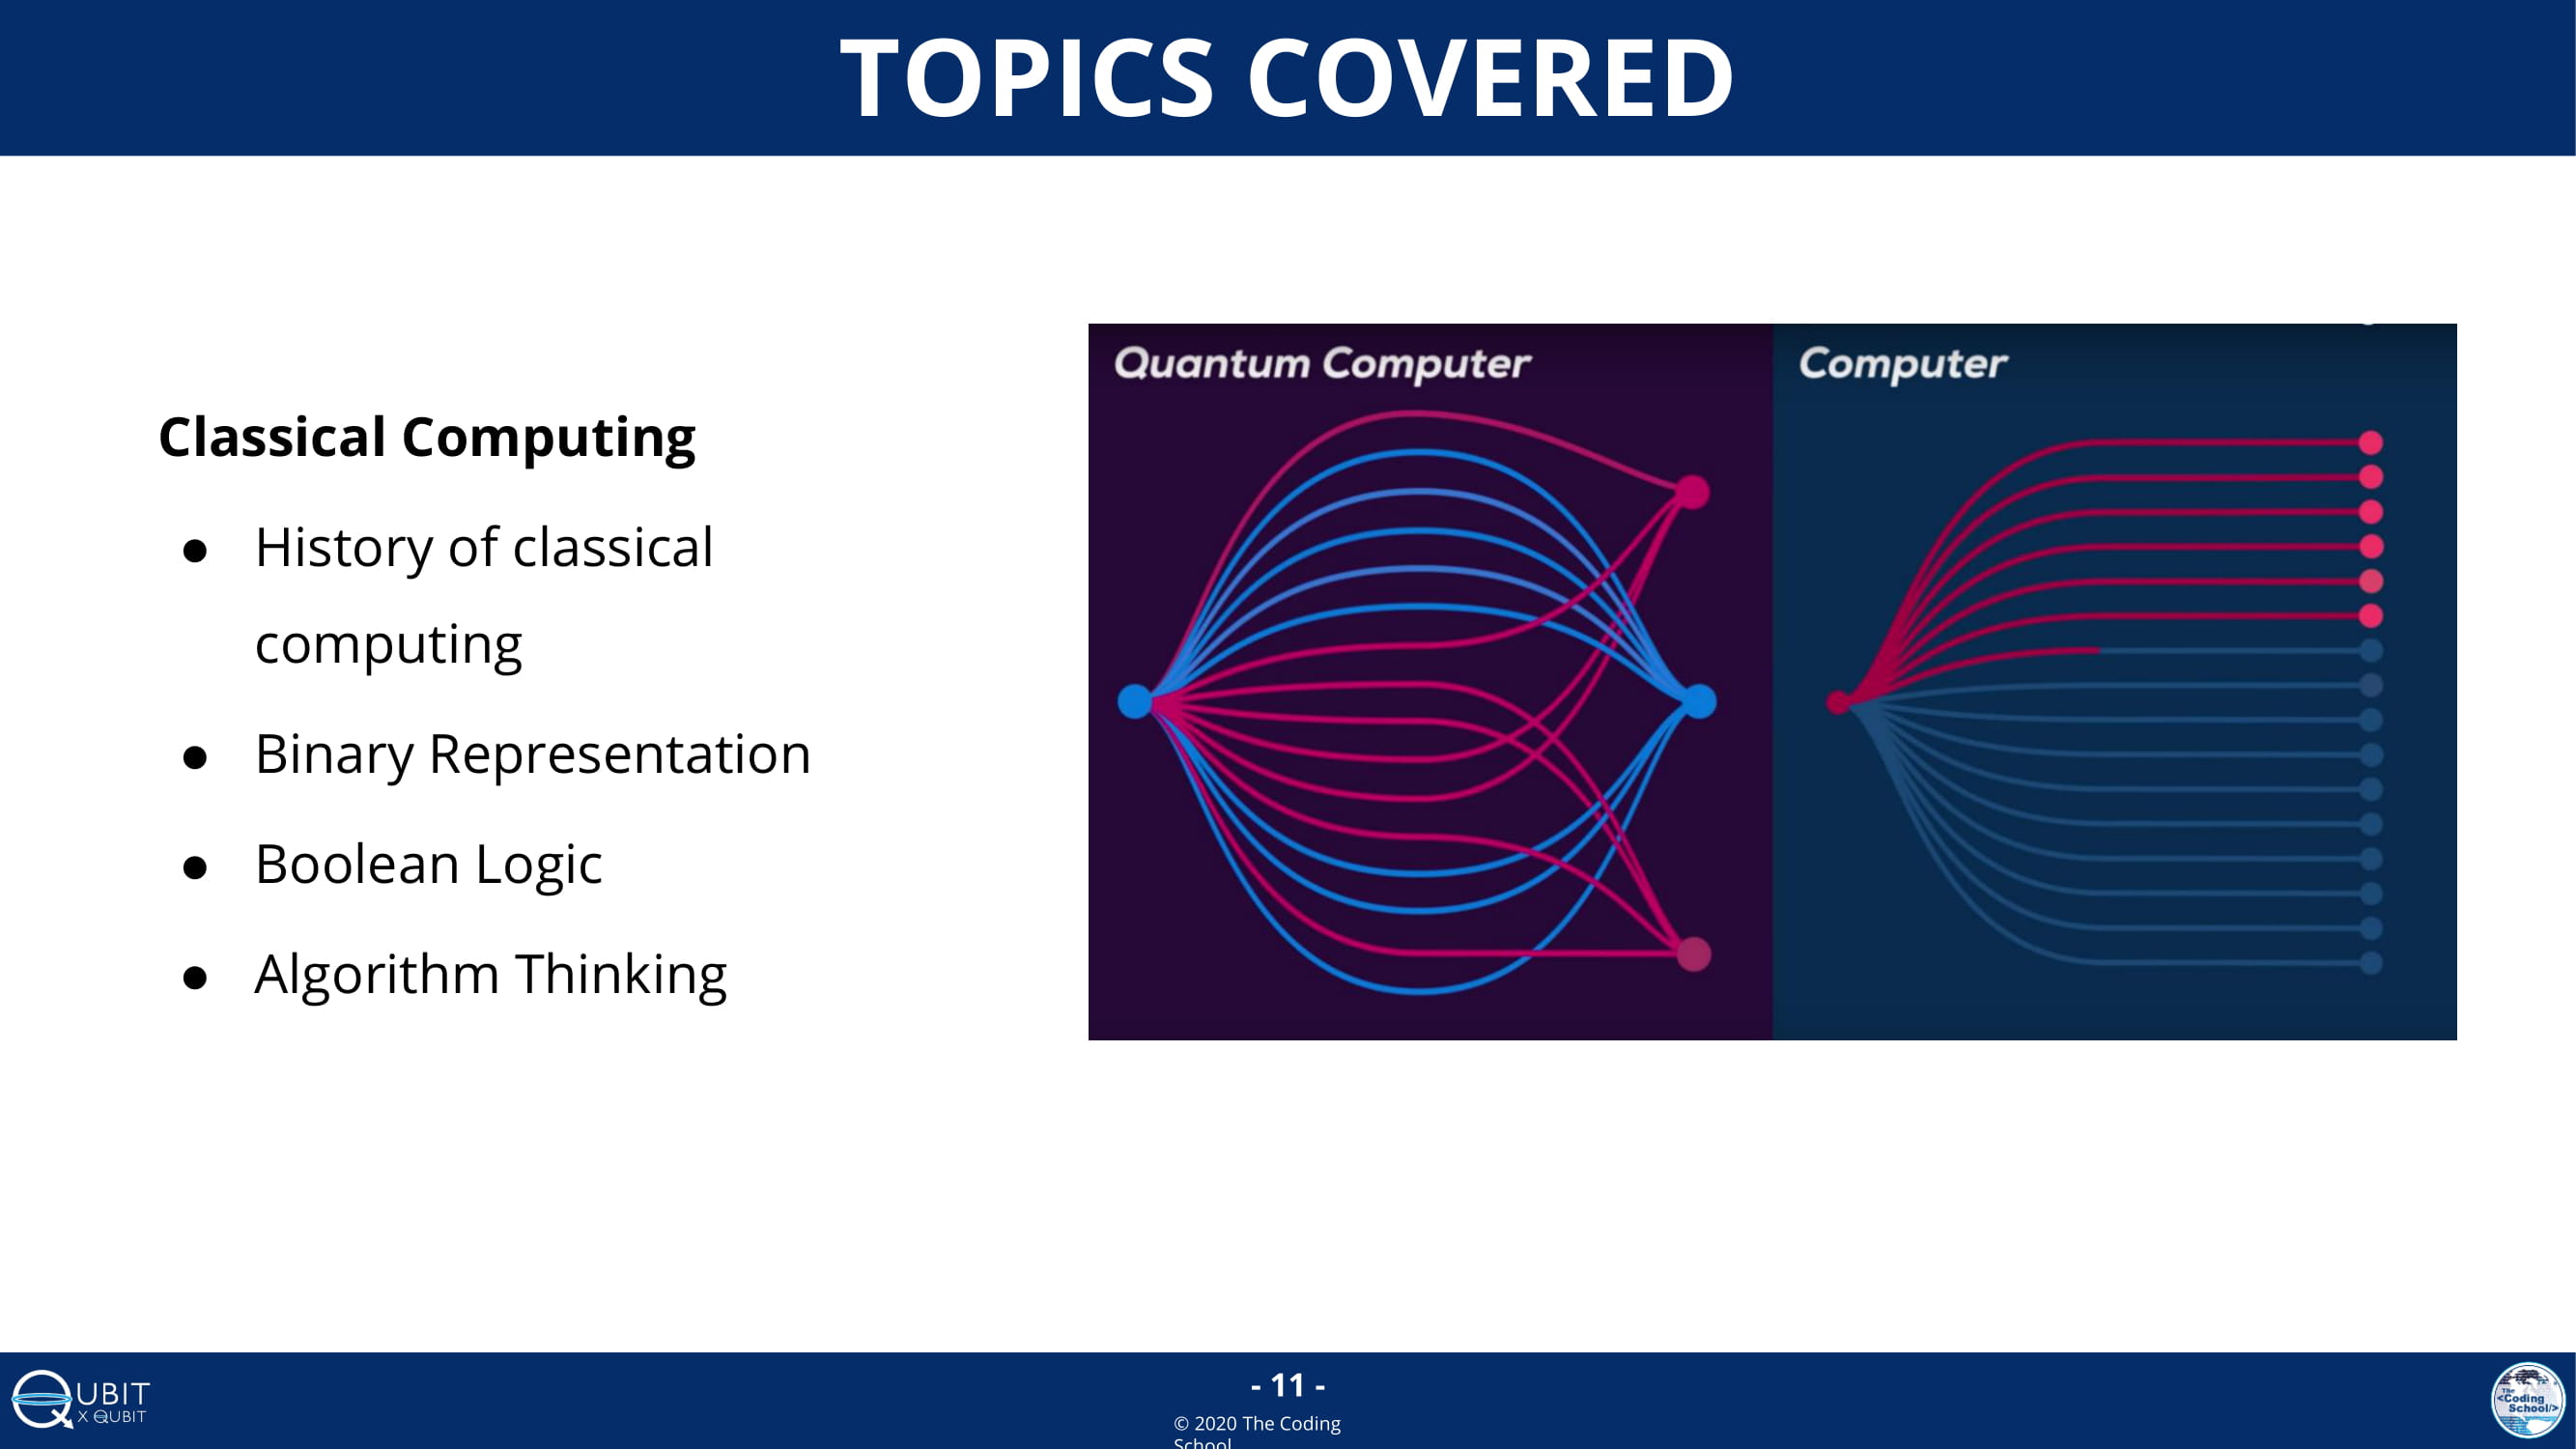 TOPICS COVERED
Classical Computing
● History of classical
computing
● Binary Representation
● Boolean Logic
● Algorithm Thinking
Quantum Computer
Computer
QUBIT
X QUBIT
- 11 -
© 2020 The Coding
School
The
<Coding
School/>